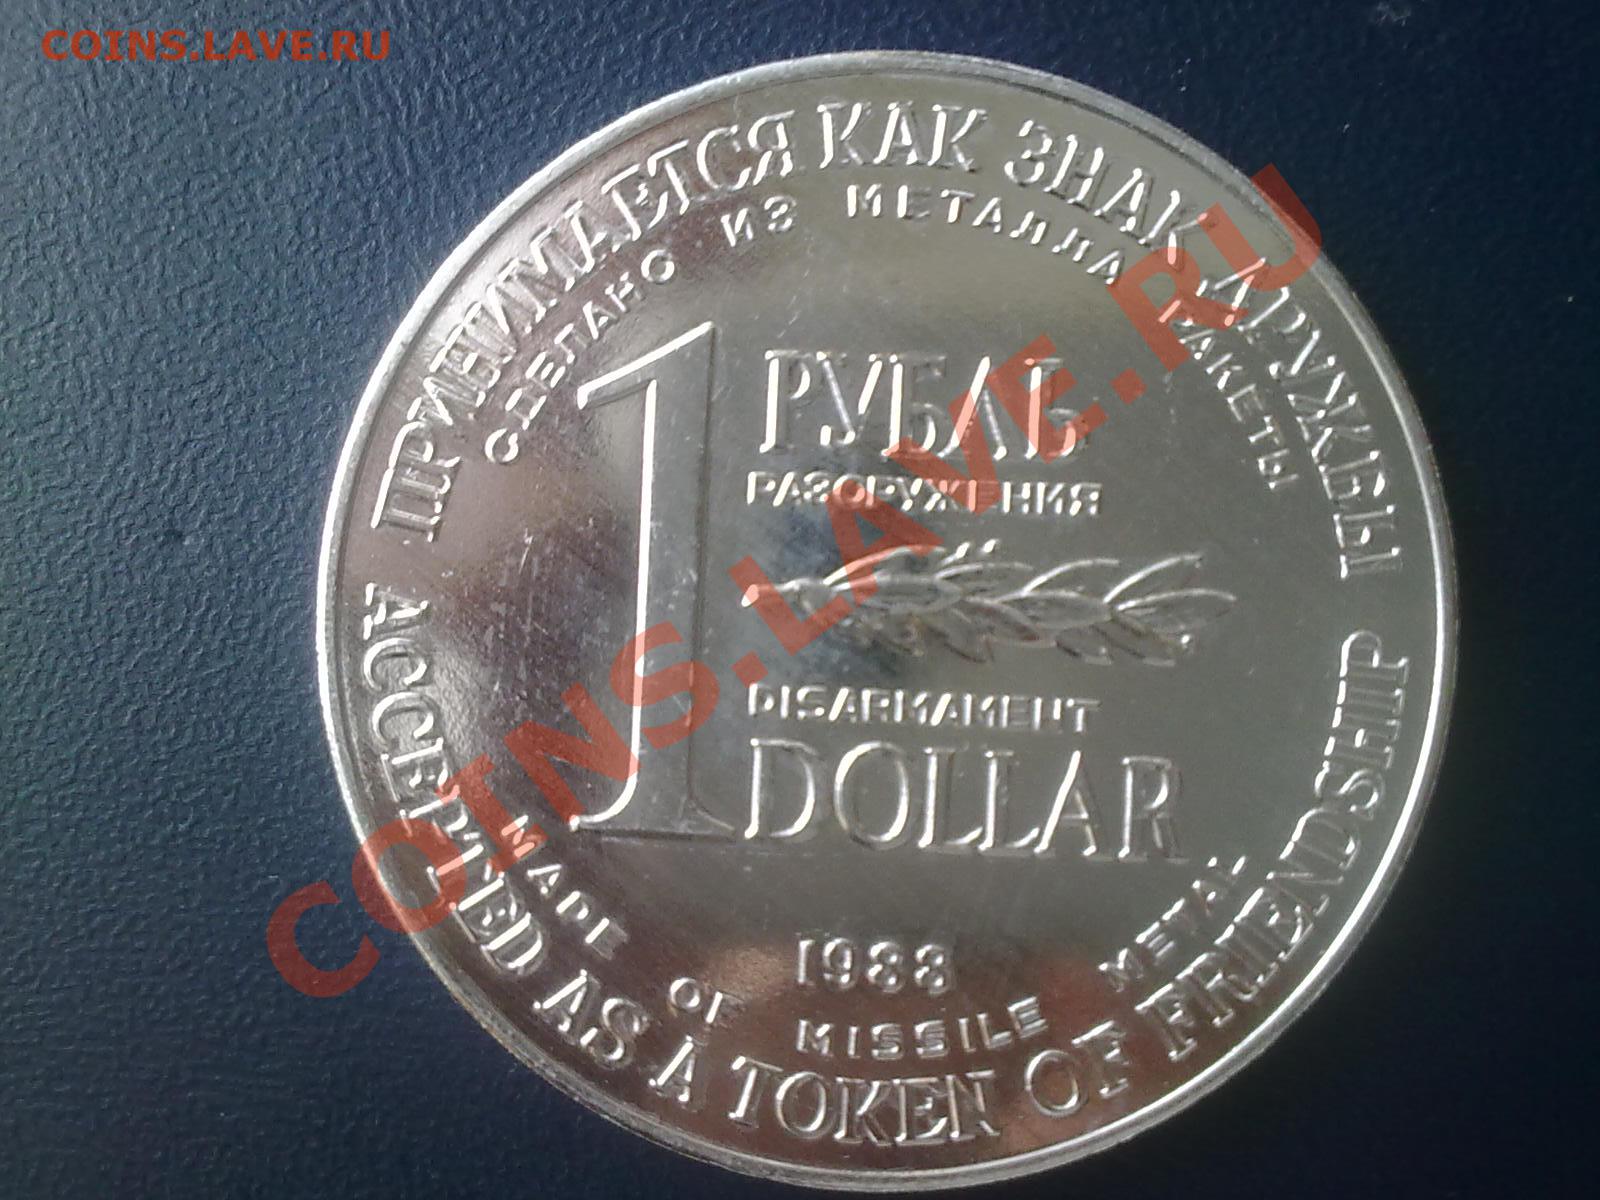 COINS.LAVE.RU
ПРИНИМАЕТСЯ КАК ЗНАК ДРУЖБЫ
СДЕЛАНО ИЗ МЕТАЛЛА РАКЕТЫ
1
РУБЛЬ
РАЗОРУЖЕНИЯ
DISARMAMENT
DOLLAR
1988
MADE OF MISSILE METAL
ACCEPTED AS A TOKEN OF FRIENDSHIP
COINS.LAVE.RU